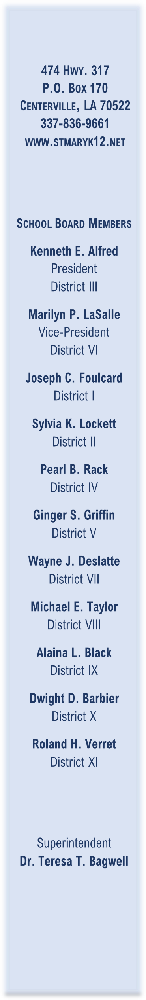 474 Hwy. 317
P.O. Box 170
Centerville, LA 70522
337-836-9661
www.stmaryk12.net
School Board Members
Kenneth E. Alfred
President
District III
Marilyn P. LaSalle
Vice-President
District VI
Joseph C. Foulcard
District I
Sylvia K. Lockett
District II
Pearl B. Rack
District IV
Ginger S. Griffin
District V
Wayne J. Deslatte
District VII
Michael E. Taylor
District VIII
Alaina L. Black
District IX
Dwight D. Barbier
District X
Roland H. Verret
District XI
Superintendent
Dr. Teresa T. Bagwell